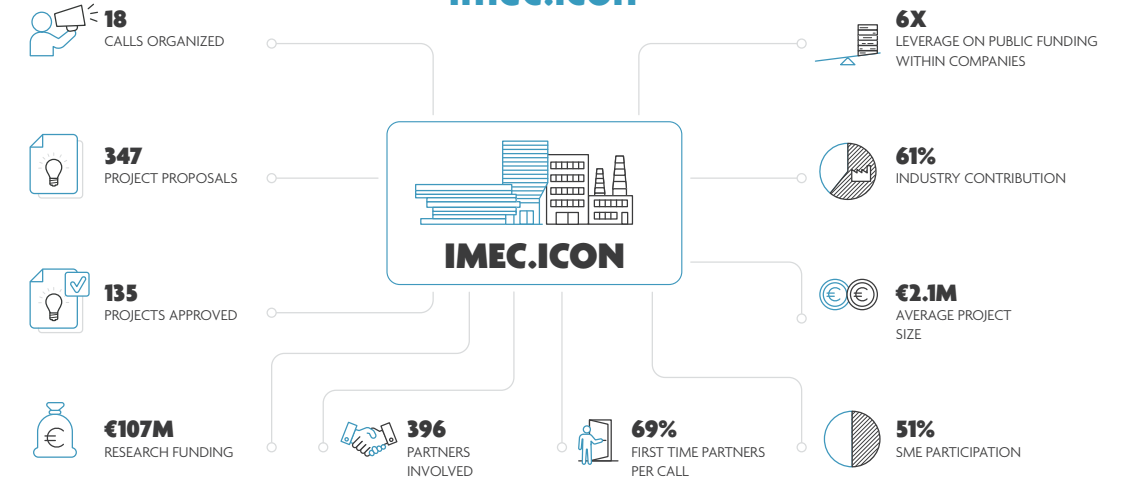 imec.icon
18
CALLS ORGANIZED
6X
LEVERAGE ON PUBLIC FUNDING
WITHIN COMPANIES
347
PROJECT PROPOSALS
61%
INDUSTRY CONTRIBUTION
IMEC.ICON
135
PROJECTS APPROVED
€2.1M
AVERAGE PROJECT
SIZE
€107M
RESEARCH FUNDING
396
PARTNERS
INVOLVED
69%
FIRST TIME PARTNERS
PER CALL
51%
SME PARTICIPATION